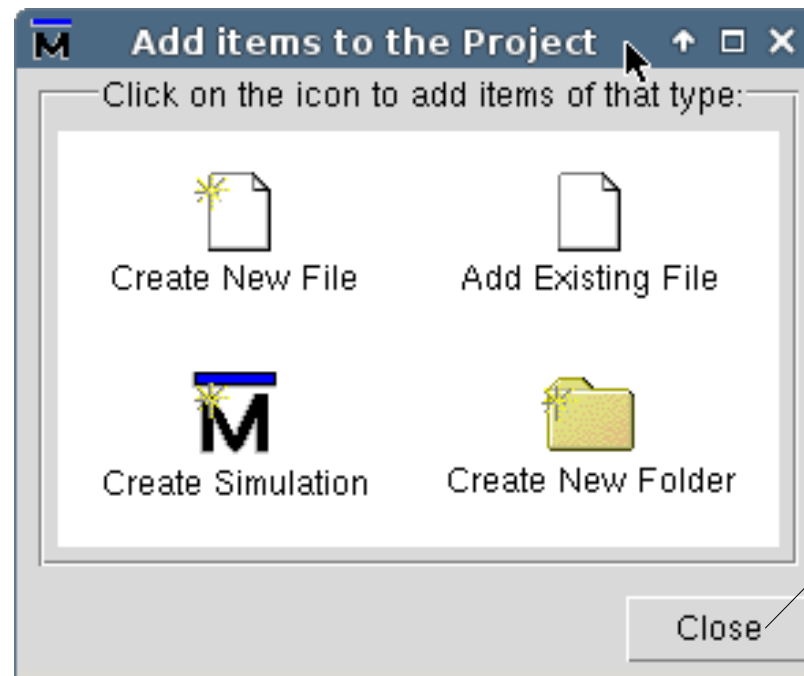 M Add items to the Project
Click on the icon to add items of that type:
Create New File Add Existing File
M
Create Simulation Create New Folder
Close